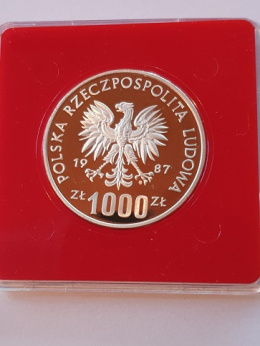 POLSKA RZECZPOSPOLITA LUDOWA
19 87
ZŁ 1000 ZŁ